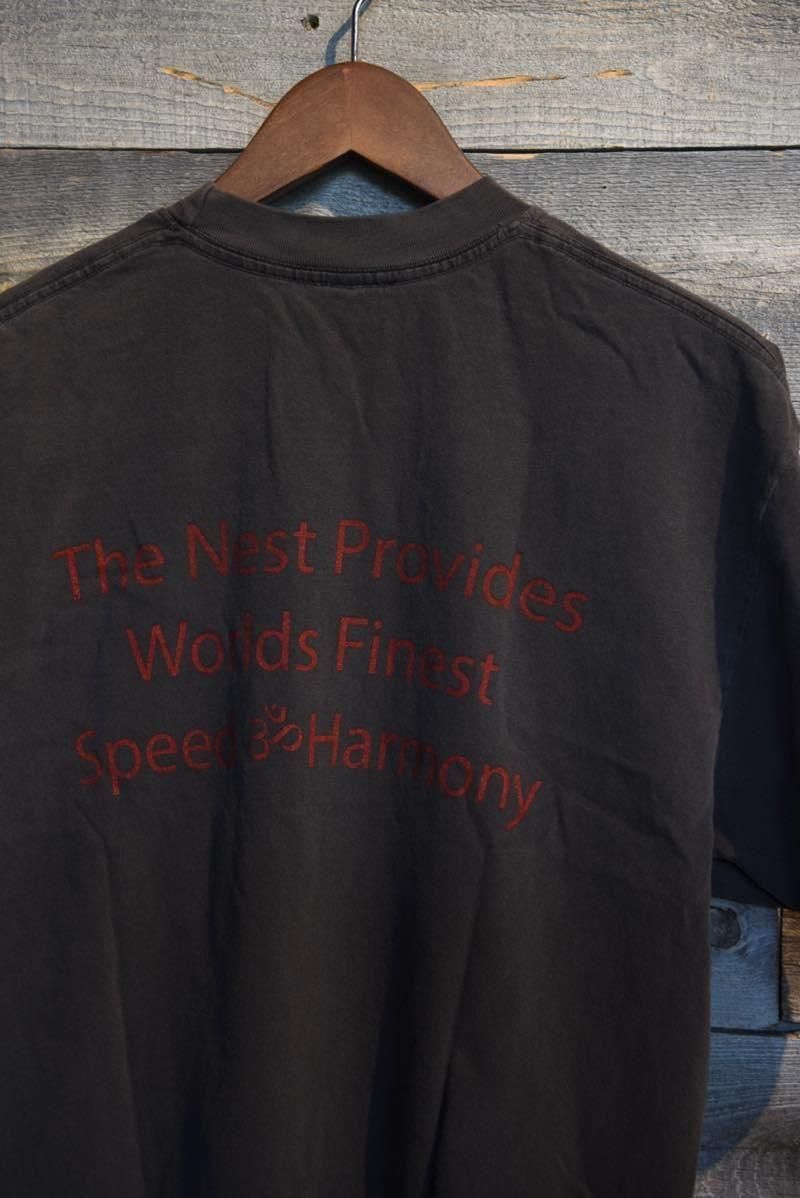 The Nest Provides
Worlds Finest
Speed ॐ Harmony